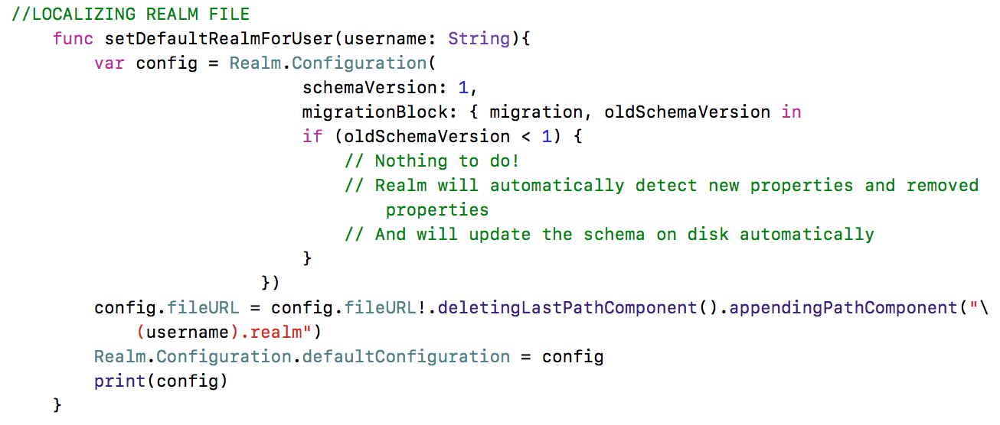 //LOCALIZING REALM FILE
func setDefaultRealmForUser(username: String){
var config = Realm.Configuration(
schemaVersion: 1,
migrationBlock: { migration, oldSchemaVersion in
if (oldSchemaVersion < 1) {
// Nothing to do!
// Realm will automatically detect new properties and removed
properties
// And will update the schema on disk automatically
}
})
config.fileURL = config.fileURL!.deletingLastPathComponent().appendingPathComponent("\
(username).realm")
Realm.Configuration.defaultConfiguration = config
print(config)
}